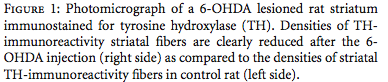 FIGURE 1: Photomicrograph of a 6-OHDA lesioned rat striatum
immunostained for tyrosine hydroxylase (TH). Densities of TH-
immunoreactivity striatal fibers are clearly reduced after the 6-
OHDA injection (right side) as compared to the densities of striatal
TH-immunoreactivity fibers in control rat (left side).